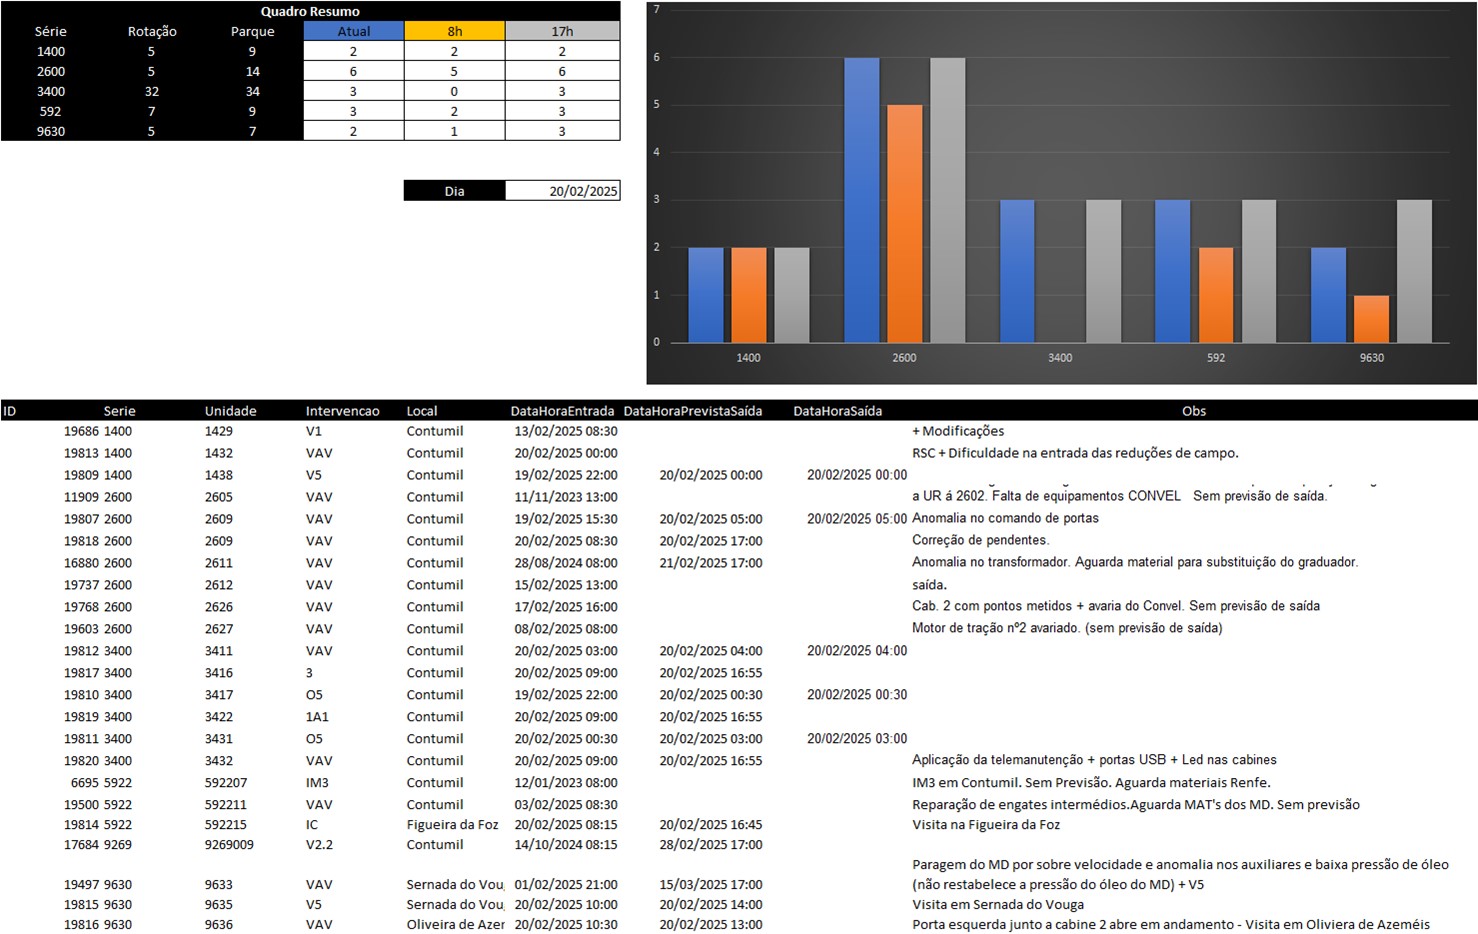 Quadro Resumo
Série Rotação Parque Atual 8h 17h
1400 5 9 2 2 2
2600 5 14 6 5 6
3400 32 34 3 0 3
592 7 9 3 2 3
9630 5 7 2 1 3
Dia 20/02/2025
7
6
5
4
3
2
1
0
1400 2600 3400 592 9630
ID Serie Unidade Intervencao Local DataHoraEntrada DataHoraPrevistaSaída DataHoraSaída Obs
19686 1400 1429 V1 Contumil 13/02/2025 08:30 + Modificações
19813 1400 1432 VAV Contumil 20/02/2025 00:00 RSC + Dificuldade na entrada das reduções de campo.
19809 1400 1438 V5 Contumil 19/02/2025 22:00 20/02/2025 00:00 20/02/2025 00:00
11909 2600 2605 VAV Contumil 11/11/2023 13:00 a UR á 2602. Falta de equipamentos CONVEL Sem previsão de saída.
19807 2600 2609 VAV Contumil 19/02/2025 15:30 20/02/2025 05:00 20/02/2025 05:00 Anomalia no comando de portas
19818 2600 2609 VAV Contumil 20/02/2025 08:30 20/02/2025 17:00 Correção de pendentes.
16880 2600 2611 VAV Contumil 28/08/2024 08:00 21/02/2025 17:00 Anomalia no transformador. Aguarda material para substituição do graduador.
19737 2600 2612 VAV Contumil 15/02/2025 13:00 saída.
19768 2600 2626 VAV Contumil 17/02/2025 16:00 Cab. 2 com pontos metidos + avaria do Convel. Sem previsão de saída
19603 2600 2627 VAV Contumil 08/02/2025 08:00 Motor de tração nº2 avariado. (sem previsão de saída)
19812 3400 3411 VAV Contumil 20/02/2025 03:00 20/02/2025 04:00 20/02/2025 04:00
19817 3400 3416 3 Contumil 20/02/2025 09:00 20/02/2025 16:55
19810 3400 3417 O5 Contumil 19/02/2025 22:00 20/02/2025 00:30 20/02/2025 00:30
19819 3400 3422 1A1 Contumil 20/02/2025 09:00 20/02/2025 16:55
19811 3400 3431 O5 Contumil 20/02/2025 00:30 20/02/2025 03:00 20/02/2025 03:00
19820 3400 3432 VAV Contumil 20/02/2025 09:00 20/02/2025 16:55 Aplicação da telemanutenção + portas USB + Led nas cabines
6695 5922 592207 IM3 Contumil 12/01/2023 08:00 IM3 em Contumil. Sem Previsão. Aguarda materiais Renfe.
19500 5922 592211 VAV Contumil 03/02/2025 08:30 Reparação de engates intermédios.Aguarda MAT's dos MD. Sem previsão
19814 5922 592215 IC Figueira da Foz 20/02/2025 08:15 20/02/2025 16:45 Visita na Figueira da Foz
17684 9269 9269009 V2.2 Contumil 14/10/2024 08:15 28/02/2025 17:00
Paragem do MD por sobre velocidade e anomalia nos auxiliares e baixa pressão de óleo
19497 9630 9633 VAV Sernada do Vou 01/02/2025 21:00 15/03/2025 17:00 (não restabelece a pressão do óleo do MD) + V5
19815 9630 9635 V5 Sernada do Vou 20/02/2025 10:00 20/02/2025 14:00 Visita em Sernada do Vouga
19816 9630 9636 VAV Oliveira de Azer 20/02/2025 10:30 20/02/2025 13:00 Porta esquerda junto a cabine 2 abre em andamento - Visita em Oliviera de Azeméis